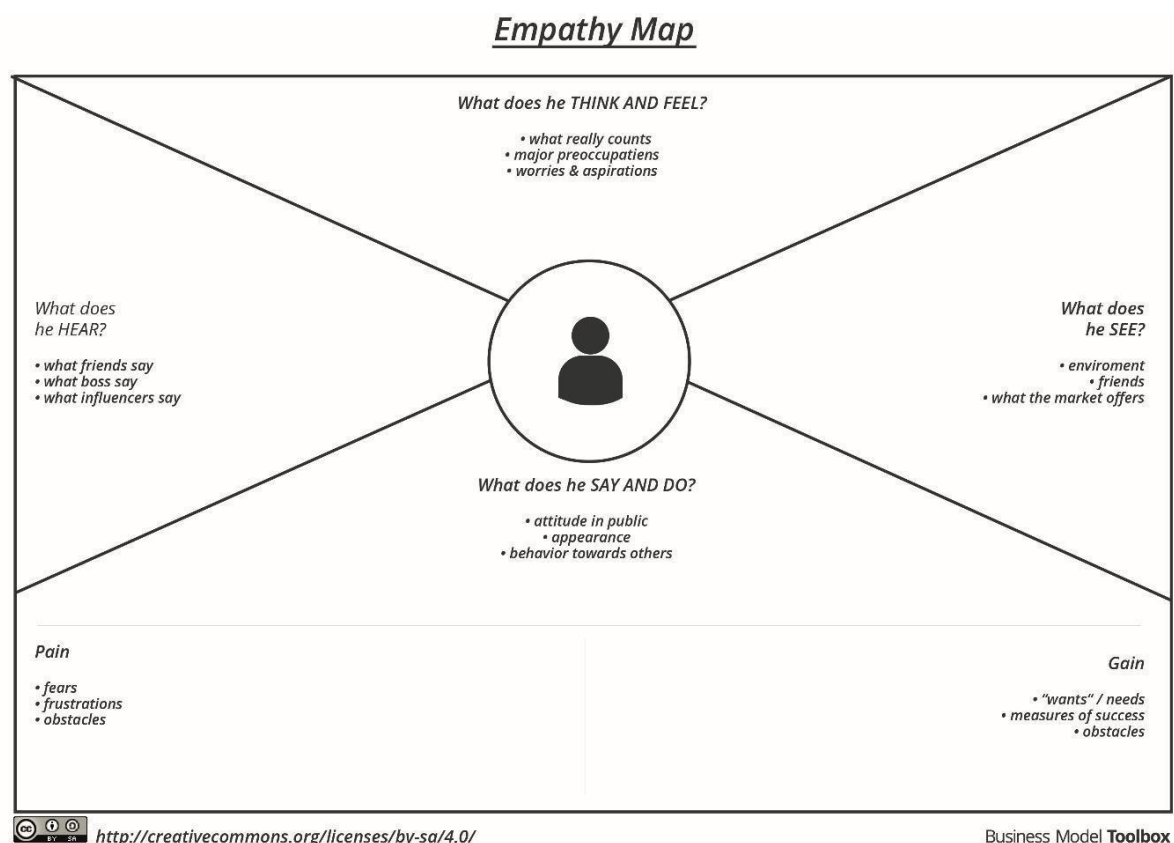 Empathy Map
What does he THINK AND FEEL?
• what really counts
• major preoccupatiens
• worries & aspirations
What does
he HEAR?
• what friends say
• what boss say
• what influencers say
What does
he SEE?
• enviroment
• friends
• what the market offers
What does he SAY AND DO?
• attitude in public
• appearance
• behavior towards others
Pain
• fears
• frustrations
• obstacles
Gain
• “wants” / needs
• measures of success
• obstacles
cc BY SA http://creativecommons.org/licenses/by-sa/4.0/
Business Model Toolbox